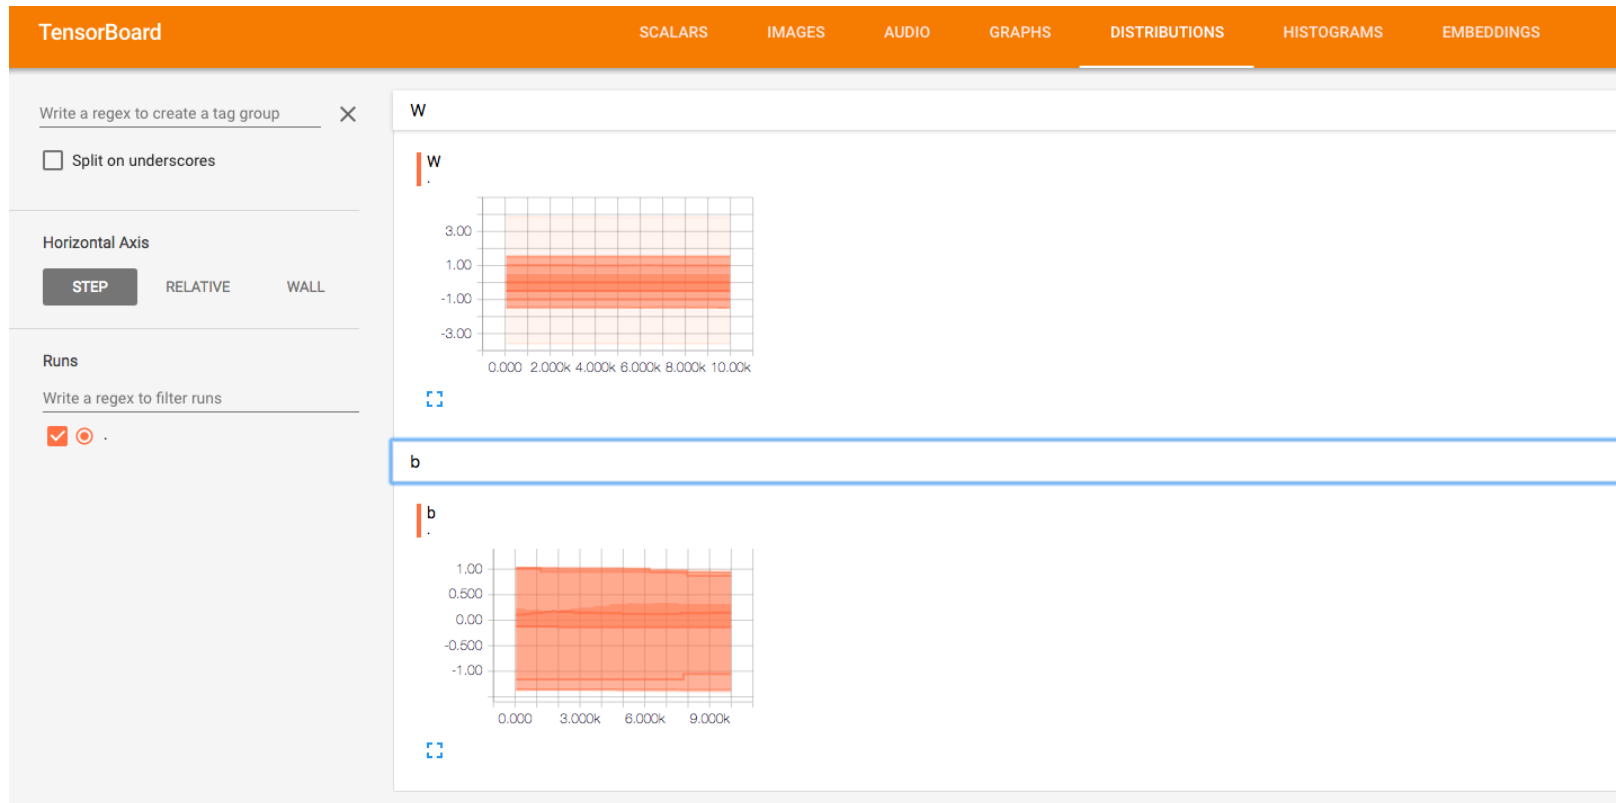 TensorBoard
SCALARS IMAGES AUDIO GRAPHS DISTRIBUTIONS HISTOGRAMS EMBEDDINGS
Write a regex to create a tag group
Split on underscores
Horizontal Axis
STEP RELATIVE WALL
Runs
Write a regex to filter runs
.
W
W
.
3.00
1.00
-1.00
-3.00
0.000 2.000k 4.000k 6.000k 8.000k 10.00k
b
b
.
1.00
0.500
0.00
-0.500
-1.00
0.000 3.000k 6.000k 9.000k